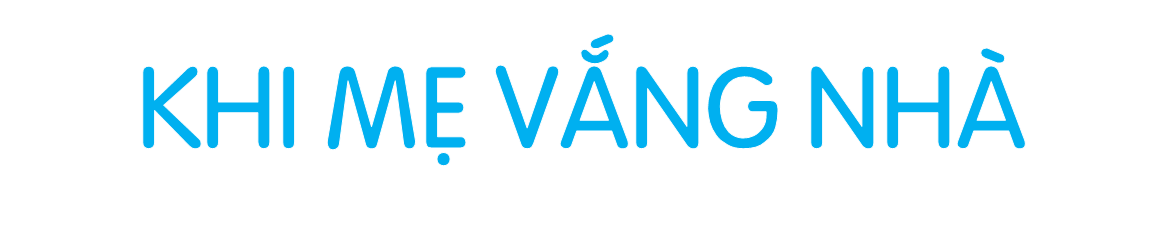 KHI MẸ VẮNG NHÀ